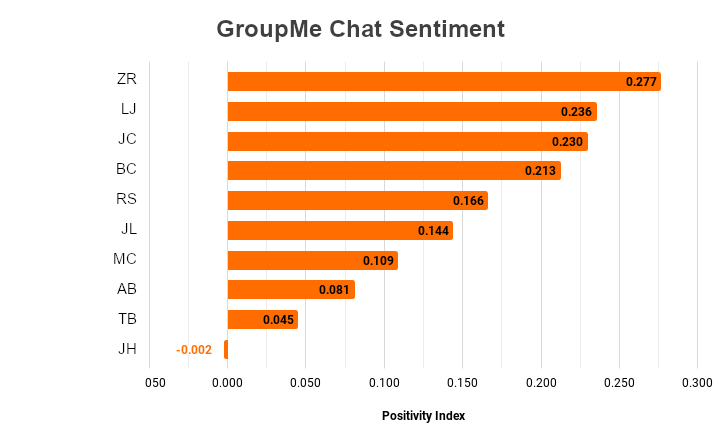 GroupMe Chat Sentiment
ZR 0.277
LJ 0.236
JC 0.230
BC 0.213
RS 0.166
JL 0.144
MC 0.109
AB 0.081
TB 0.045
JH -0.002
050 0.000 0.050 0.100 0.150 0.200 0.250 0.300
Positivity Index